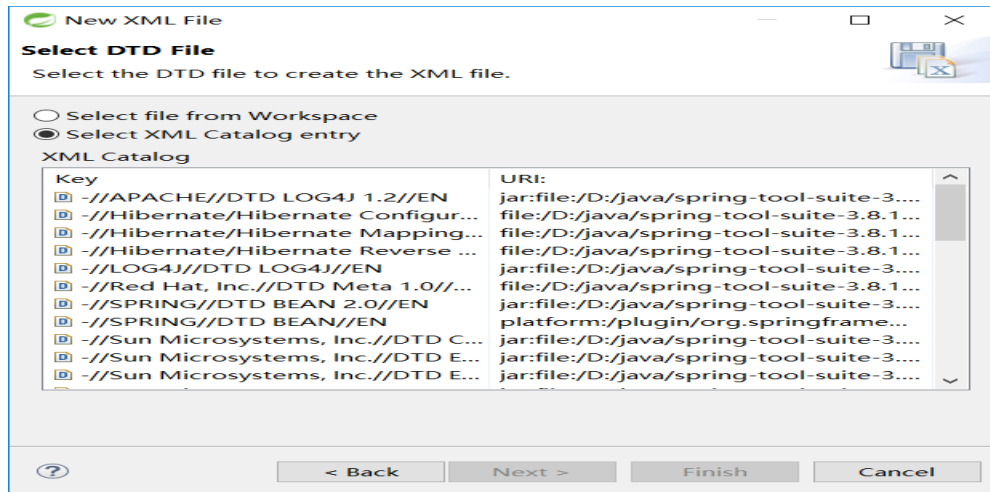 New XML File
Select DTD File
Select the DTD file to create the XML file.
Select file from Workspace
Select XML Catalog entry
XML Catalog
Key URI:
-//APACHE//DTD LOG4J 1.2//EN jar:file:/D:/java/spring-tool-suite-3....
-//Hibernate/Hibernate Configur... file:/D:/java/spring-tool-suite-3.8.1...
-//Hibernate/Hibernate Mapping... file:/D:/java/spring-tool-suite-3.8.1...
-//Hibernate/Hibernate Reverse ... file:/D:/java/spring-tool-suite-3.8.1...
-//LOG4J//DTD LOG4J//EN jar:file:/D:/java/spring-tool-suite-3....
-//Red Hat, Inc.//DTD Meta 1.0//... file:/D:/java/spring-tool-suite-3.8.1...
-//SPRING//DTD BEAN 2.0//EN jar:file:/D:/java/spring-tool-suite-3....
-//SPRING//DTD BEAN//EN platform:/plugin/org.springframe...
-//Sun Microsystems, Inc.//DTD C... jar:file:/D:/java/spring-tool-suite-3....
-//Sun Microsystems, Inc.//DTD E... jar:file:/D:/java/spring-tool-suite-3....
-//Sun Microsystems, Inc.//DTD E... jar:file:/D:/java/spring-tool-suite-3....
? < Back Next > Finish Cancel